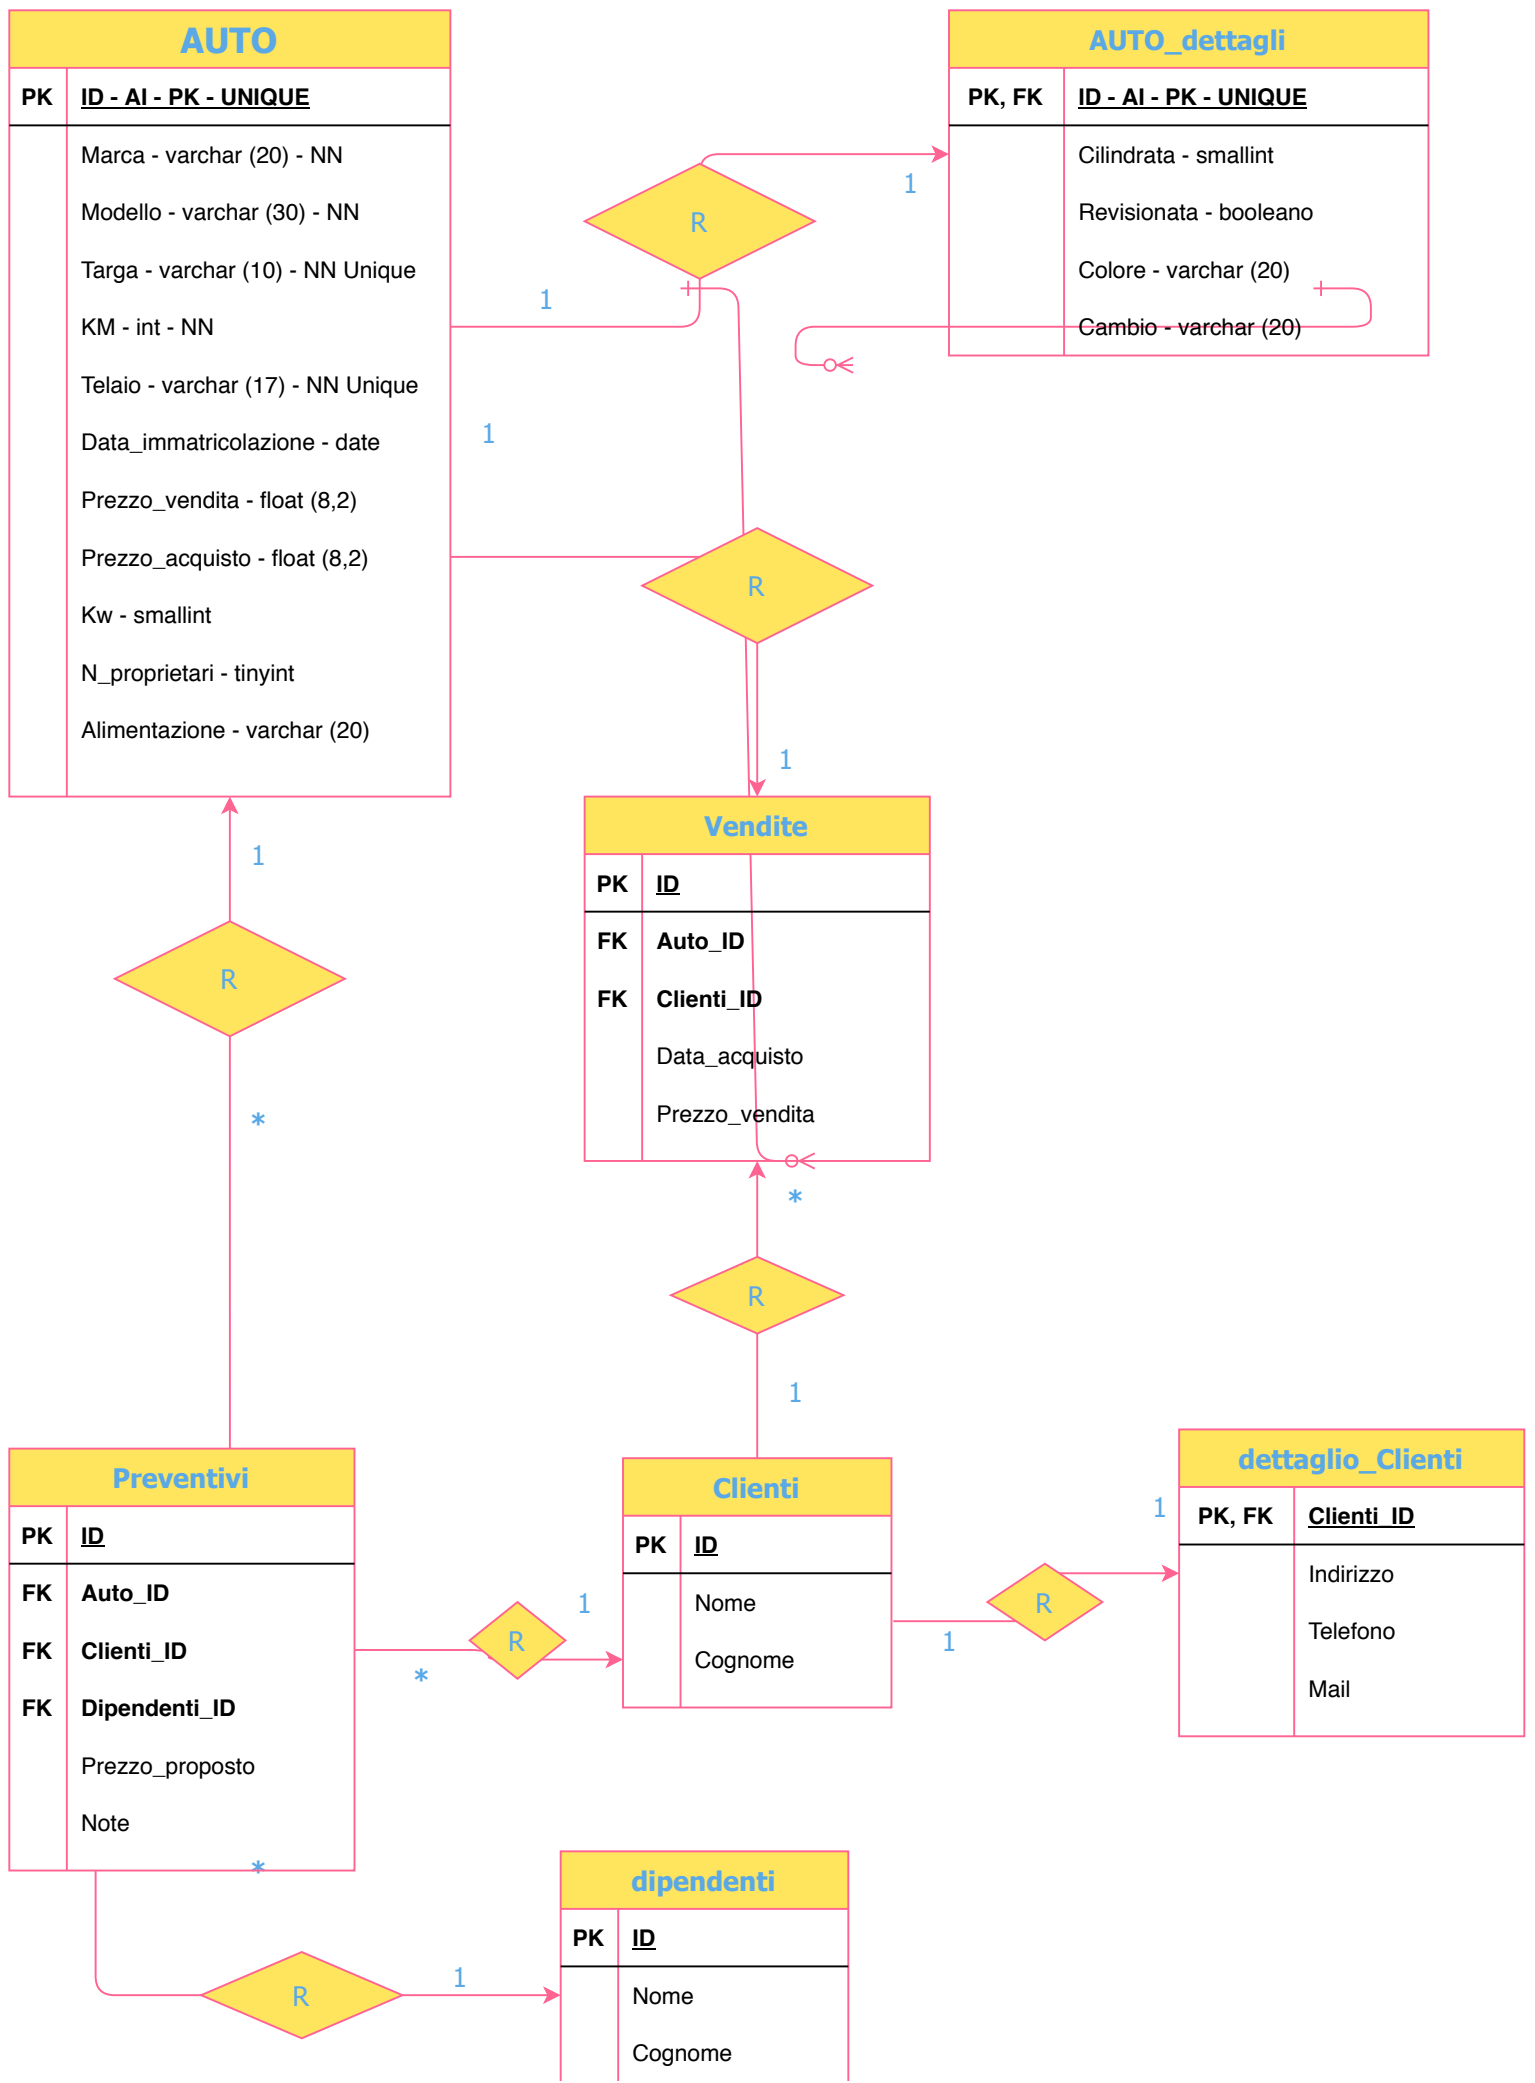 AUTO
PK ID - AI - PK - UNIQUE
Marca - varchar (20) - NN
Modello - varchar (30) - NN
Targa - varchar (10) - NN Unique
KM - int - NN
Telaio - varchar (17) - NN Unique
Data_immatricolazione - date
Prezzo_vendita - float (8,2)
Prezzo_acquisto - float (8,2)
Kw - smallint
N_proprietari - tinyint
Alimentazione - varchar (20)
AUTO_dettagli
PK, FK ID - AI - PK - UNIQUE
Cilindrata - smallint
Revisionata - booleano
Colore - varchar (20)
Cambio - varchar (20)
R
1
1
1
R
1
Vendite
PK ID
FK Auto_ID
FK Clienti_ID
Data_acquisto
Prezzo_vendita
1
R
*
*
R
1
Preventivi
PK ID
FK Auto_ID
FK Clienti_ID
FK Dipendenti_ID
Prezzo_proposto
Note
*
R
1
*
Clienti
PK ID
Nome
Cognome
1
R
1
dettaglio_Clienti
PK, FK Clienti_ID
Indirizzo
Telefono
Mail
R
1
dipendenti
PK ID
Nome
Cognome